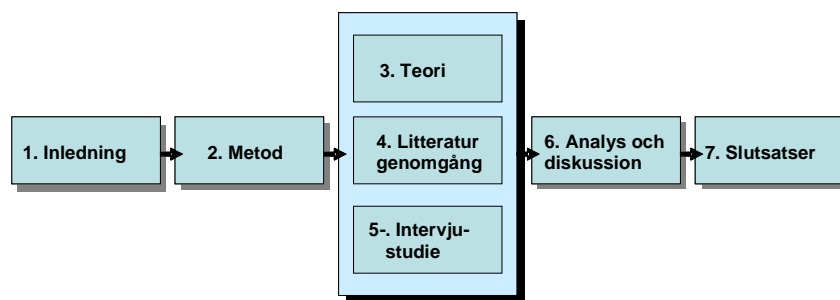 1. Inledning
2. Metod
3. Teori
4. Litteratur
genomgång
5-. Intervju-
studie
6. Analys och
diskussion
7. Slutsatser